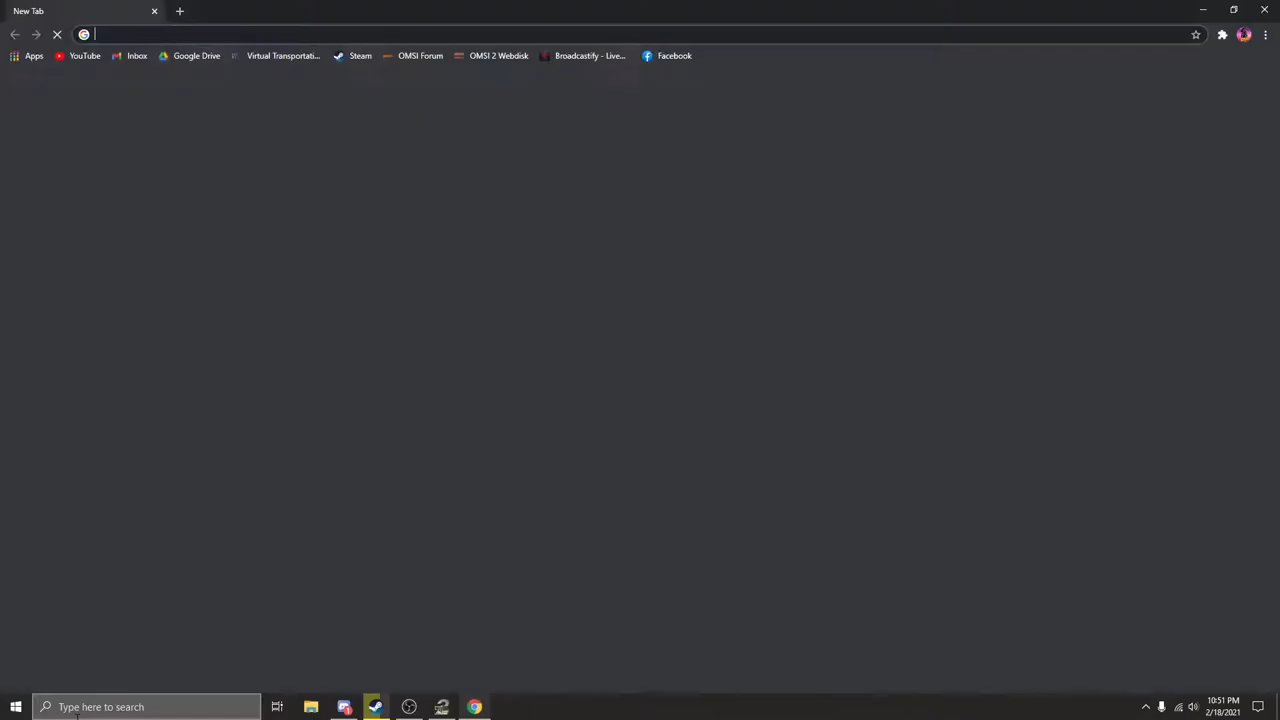 New Tab
Apps YouTube Inbox Google Drive Virtual Transportati... Steam OMSI Forum OMSI 2 Webdisk Broadcastify - Live... Facebook
Type here to search
10:51 PM
2/18/2021